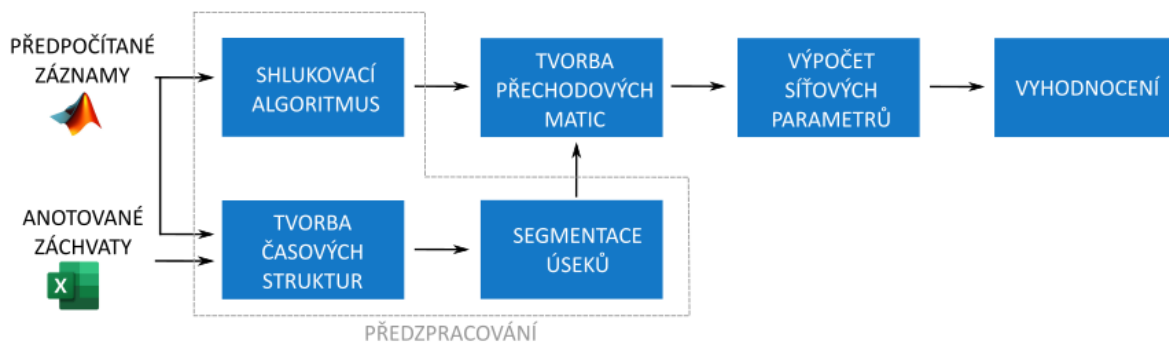 PŘEDPOČÍTANÉ
ZÁZNAMY
SHLUKOVACÍ
ALGORITMUS
TVORBA
PŘECHODOVÝCH
MATIC
VÝPOČET
SÍŤOVÝCH
PARAMETRŮ
VYHODNOCENÍ
ANOTOVANÉ
ZÁCHVATY
X
TVORBA
ČASOVÝCH
STRUKTUR
SEGMENTACE
ÚSEKŮ
PŘEDZPRACOVÁNÍ